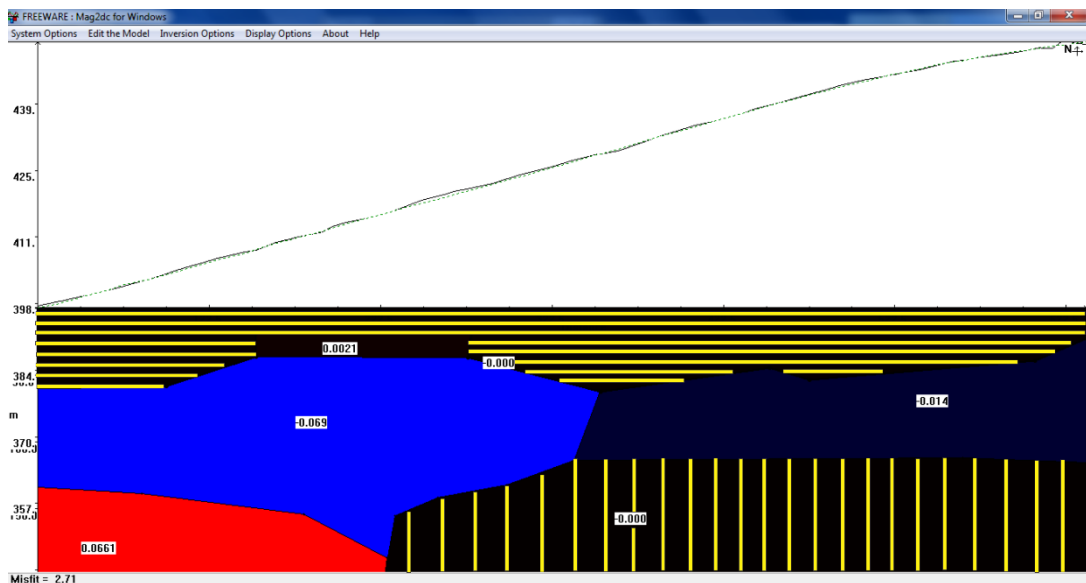 FREEWARE : Mag2dc for Windows
System Options Edit the Model Inversion Options Display Options About Help
N
439.
425.
411.
398.
0.0021
-0.000
384.
-0.014
m
-0.069
370.
357.
-0.000
0.0661
Misfit = 2.71